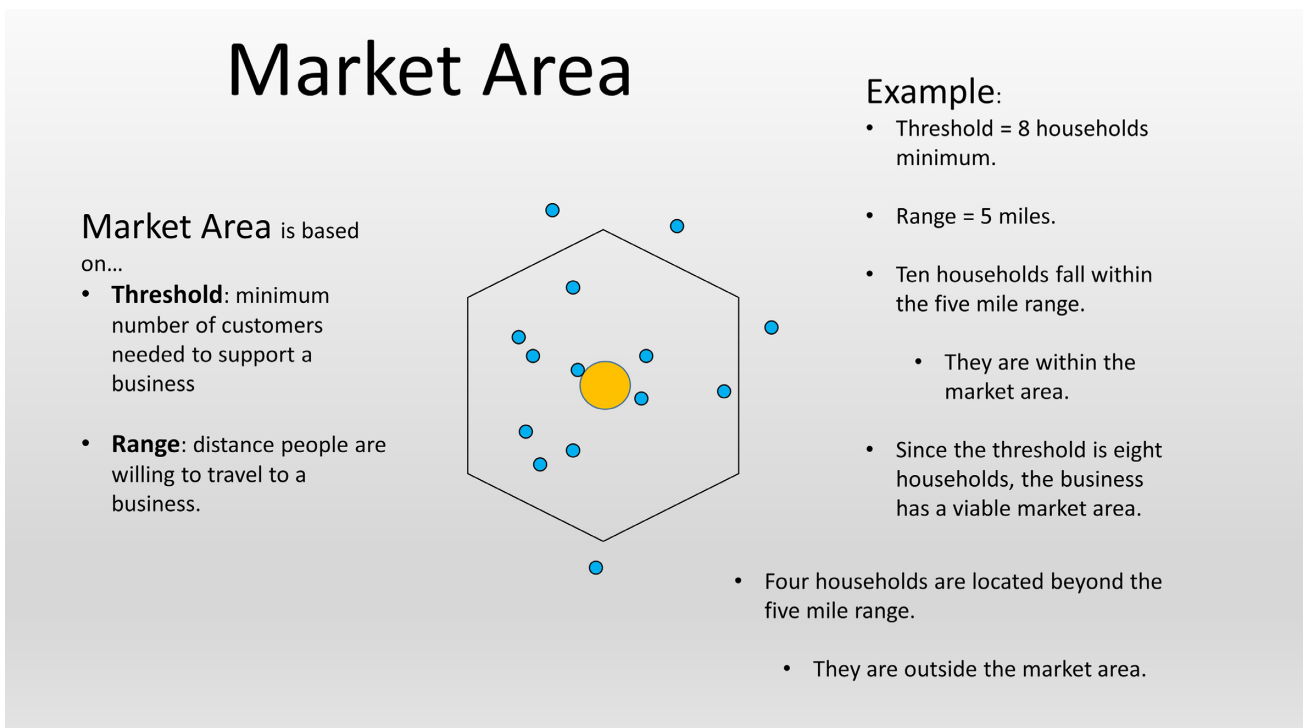 Market Area
Market Area is based
on…
• Threshold: minimum
number of customers
needed to support a
business
• Range: distance people are
willing to travel to a
business.
Example:
• Threshold = 8 households
minimum.
• Range = 5 miles.
• Ten households fall within
the five mile range.
• They are within the
market area.
• Since the threshold is eight
households, the business
has a viable market area.
• Four households are located beyond the
five mile range.
• They are outside the market area.